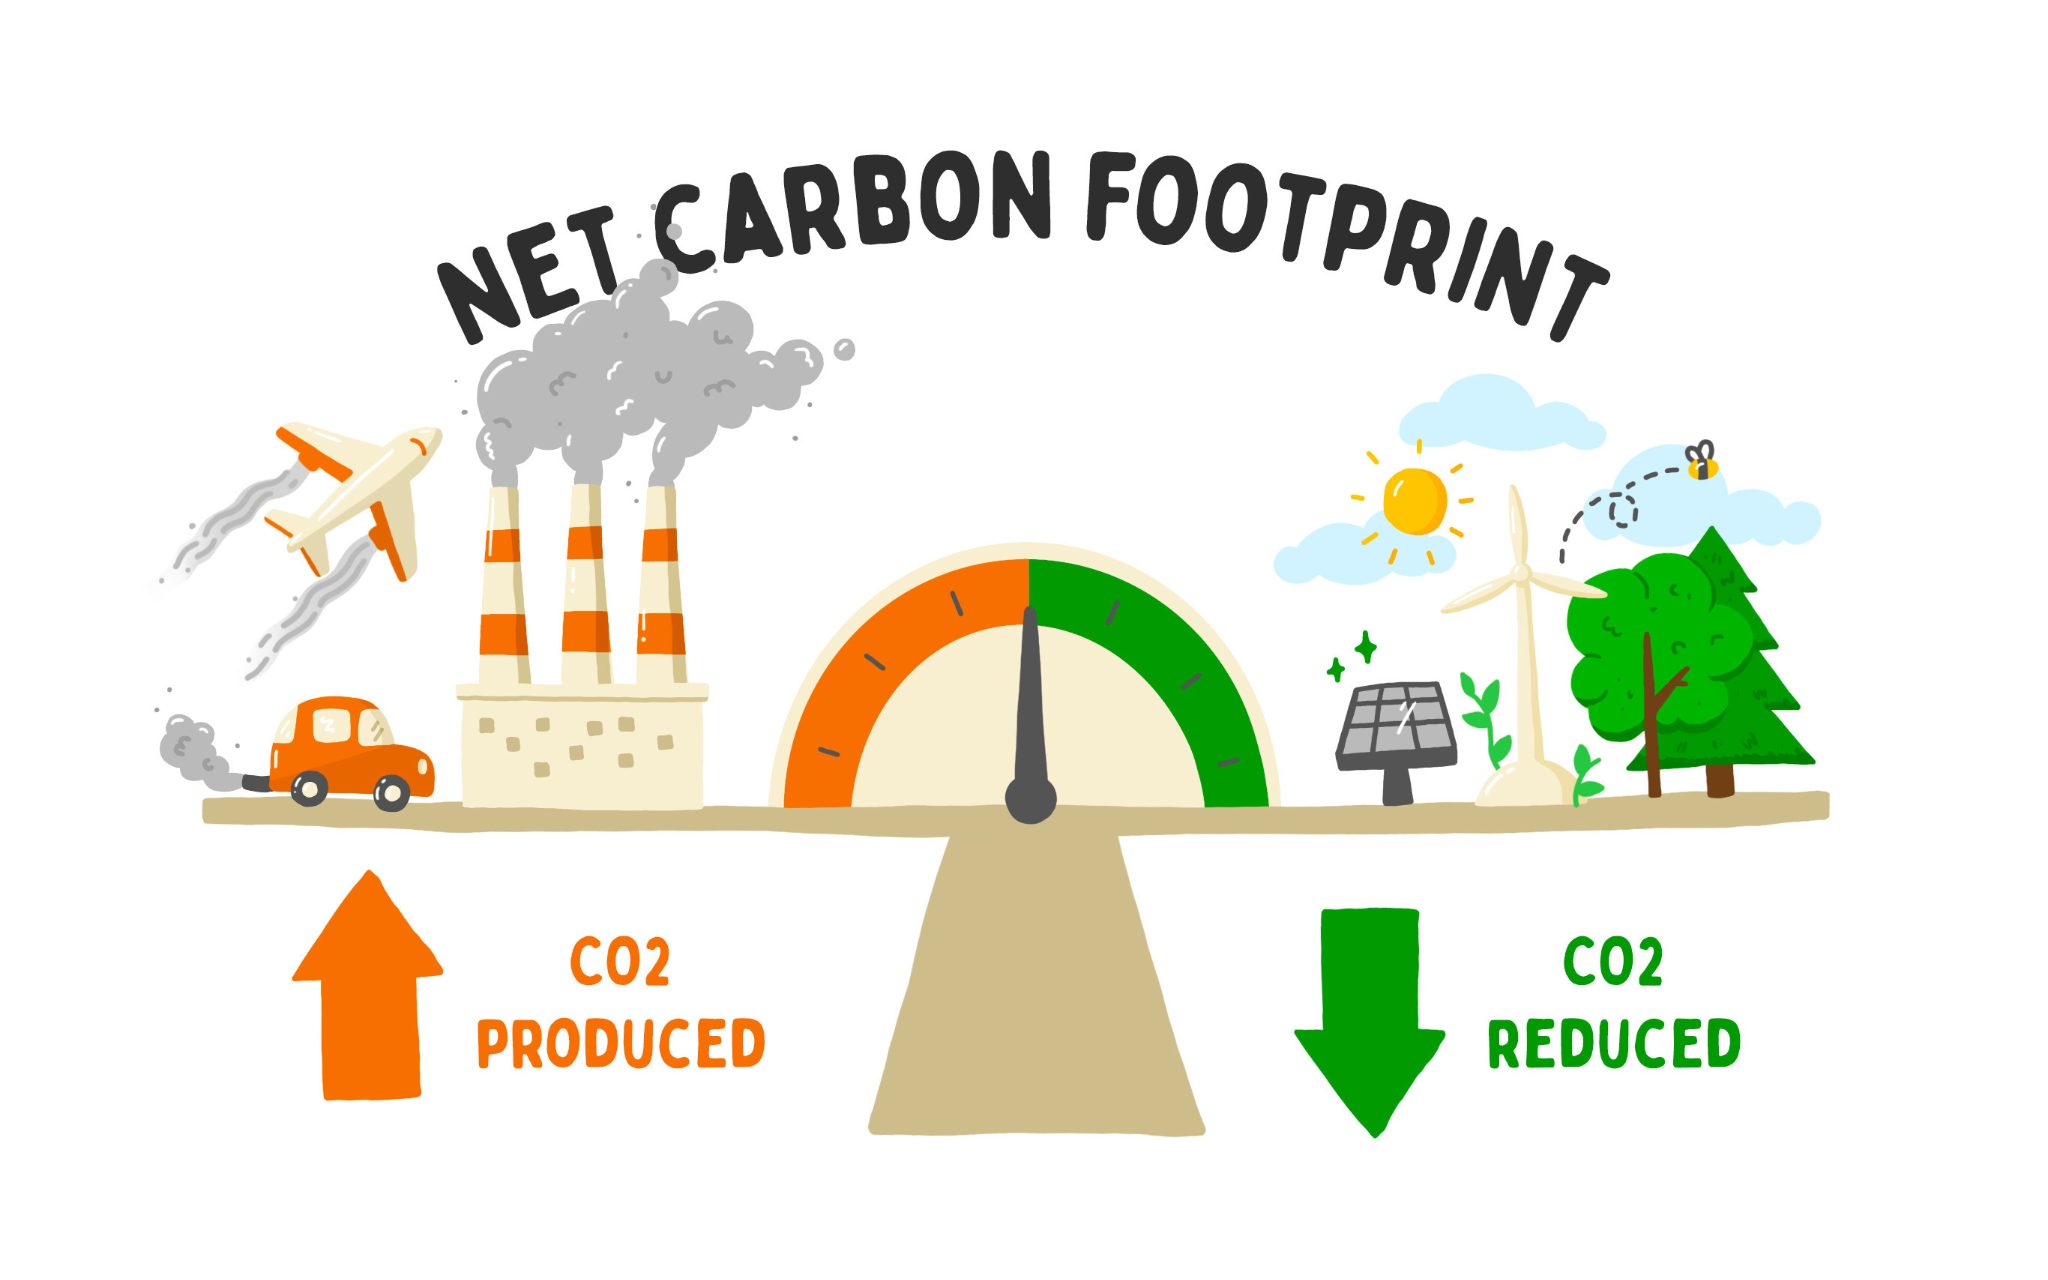 NET CARBON FOOTPRINT
CO2
PRODUCED
CO2
REDUCED